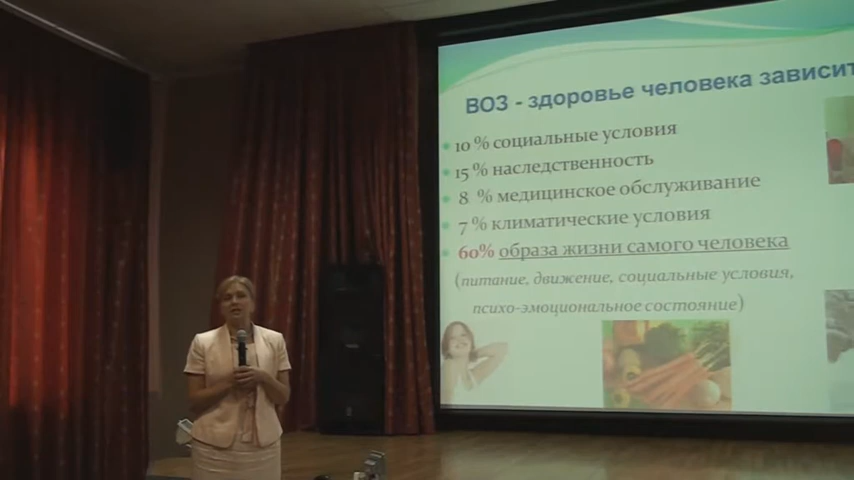 ВОЗ - здоровье человека зависит
10 % социальные условия
15 % наследственность
8 % медицинское обслуживание
7 % климатические условия
60% образа жизни самого человека
(питание, движение, социальные условия,
психо-эмоциональное состояние)